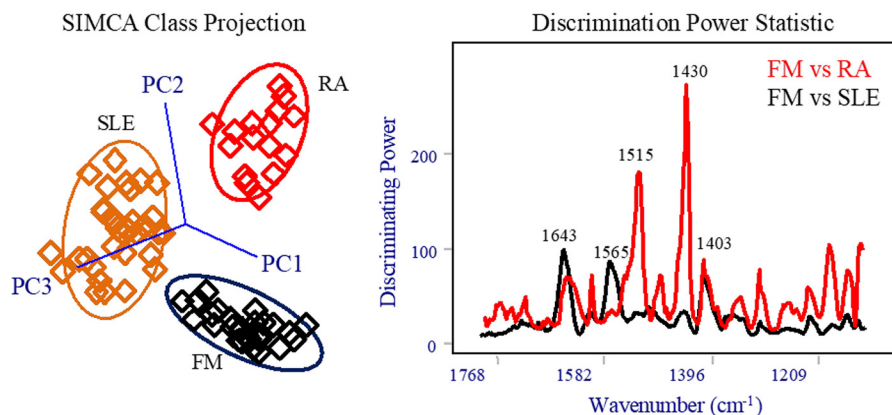 SIMCA Class Projection
PC2
RA
SLE
PC1
PC3
FM
Discrimination Power Statistic
FM vs RA
FM vs SLE
1430
1515
1643
1565
1403
Discriminating Power
200
100
0
1768
1582
1396
1209
Wavenumber (cm⁻¹)